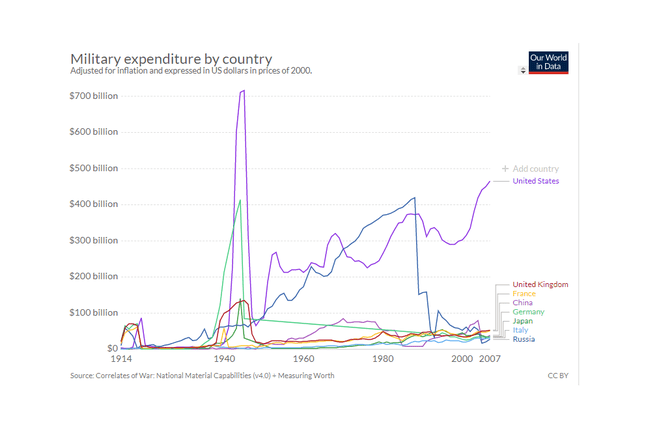 Military expenditure by country
Adjusted for inflation and expressed in US dollars in prices of 2000.
Our World
in Data
$700 billion
$600 billion
$500 billion
$400 billion
$300 billion
$200 billion
$100 billion
$0
+ Add country
United States
United Kingdom
France
China
Germany
Japan
Italy
Russia
1914
1940
1960
1980
2000
2007
Source: Correlates of War: National Material Capabilities (v4.0) + Measuring Worth
CC BY